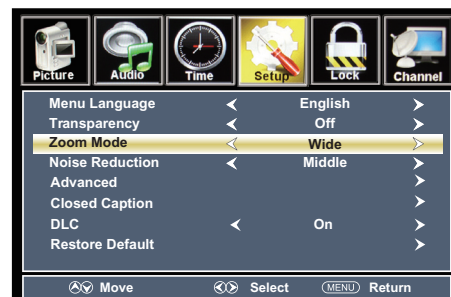 Picture Audio Time Setup Lock Channel
Menu Language English
Transparency Off
Zoom Mode Wide
Noise Reduction Middle
Advanced
Closed Caption
DLC On
Restore Default
Move Select MENU Return